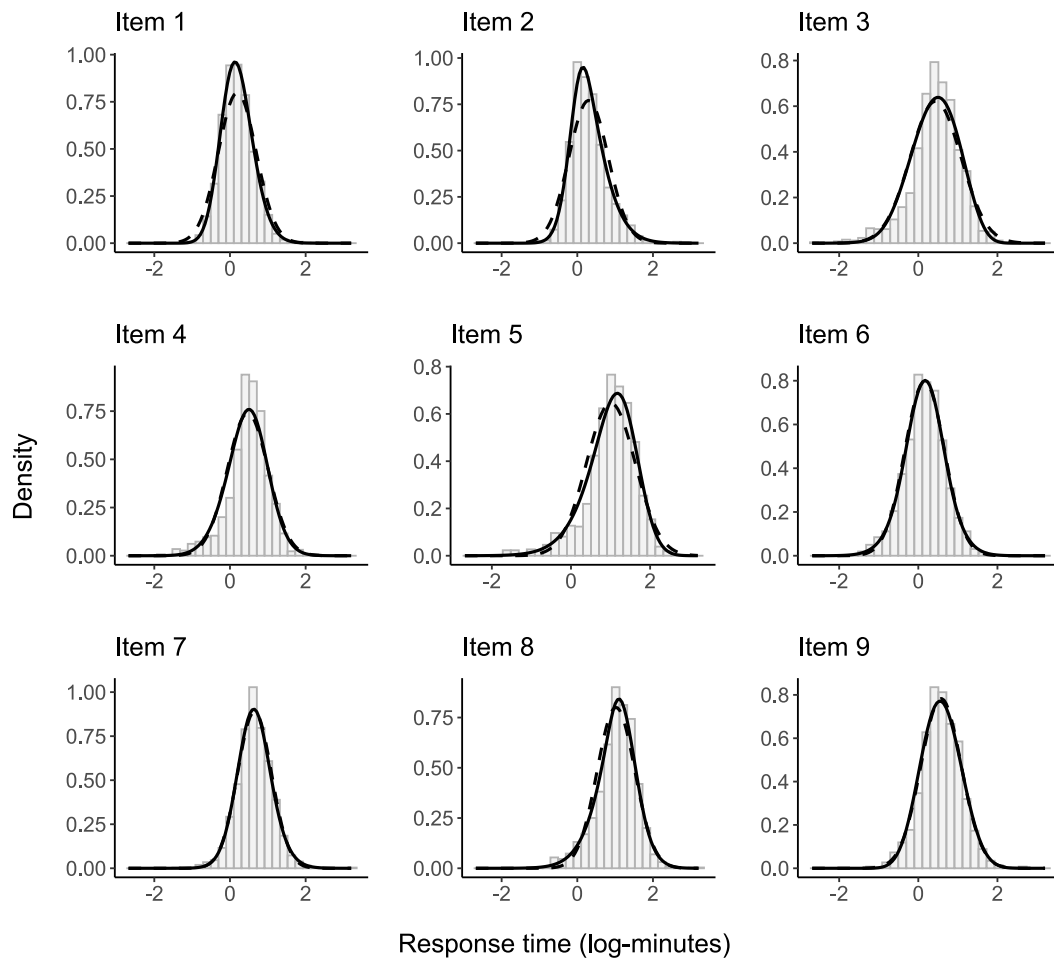 Item 1 Item 2 Item 3
1.00 1.00 0.8
0.75 0.75 0.6
0.50 0.50 0.4
0.25 0.25 0.2
0.00 0.00 0.0
-2 0 2 -2 0 2 -2 0 2
Item 4 Item 5 Item 6
0.75 0.8 0.8
0.50 0.6 0.6
0.25 0.4 0.4
0.00 0.2 0.2
0.0 0.0
-2 0 2 -2 0 2 -2 0 2
Density
Item 7 Item 8 Item 9
1.00 0.75 0.8
0.75 0.50 0.6
0.50 0.25 0.4
0.25 0.00 0.2
0.00 0.0
-2 0 2 -2 0 2 -2 0 2
Response time (log-minutes)